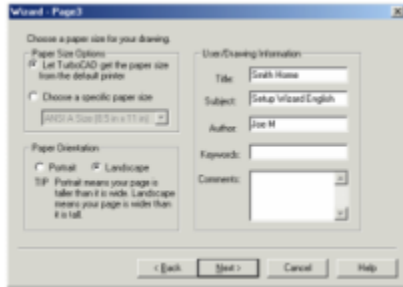 Wizard - Page3
Choose a paper size for your drawing.
Paper Size Options
Let TurboCAD get the paper size
from the default printer
Choose a specific paper size
ANSI A Size (8.5 in x 11 in)
Paper Orientation
Portrait
Landscape
TIP Portrait means your page is
taller than it is wide. Landscape
means your page is wider than
it is tall.
User/Drawing Information
Title: Smith Home
Subject: Setup Wizard English
Author: Joe M
Keywords:
Comments:
< Back
Next >
Cancel
Help